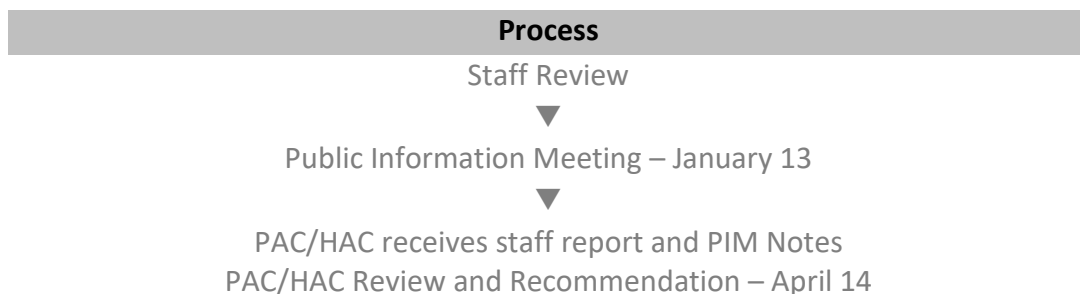 Process
Staff Review
▼
Public Information Meeting – January 13
▼
PAC/HAC receives staff report and PIM Notes
PAC/HAC Review and Recommendation – April 14